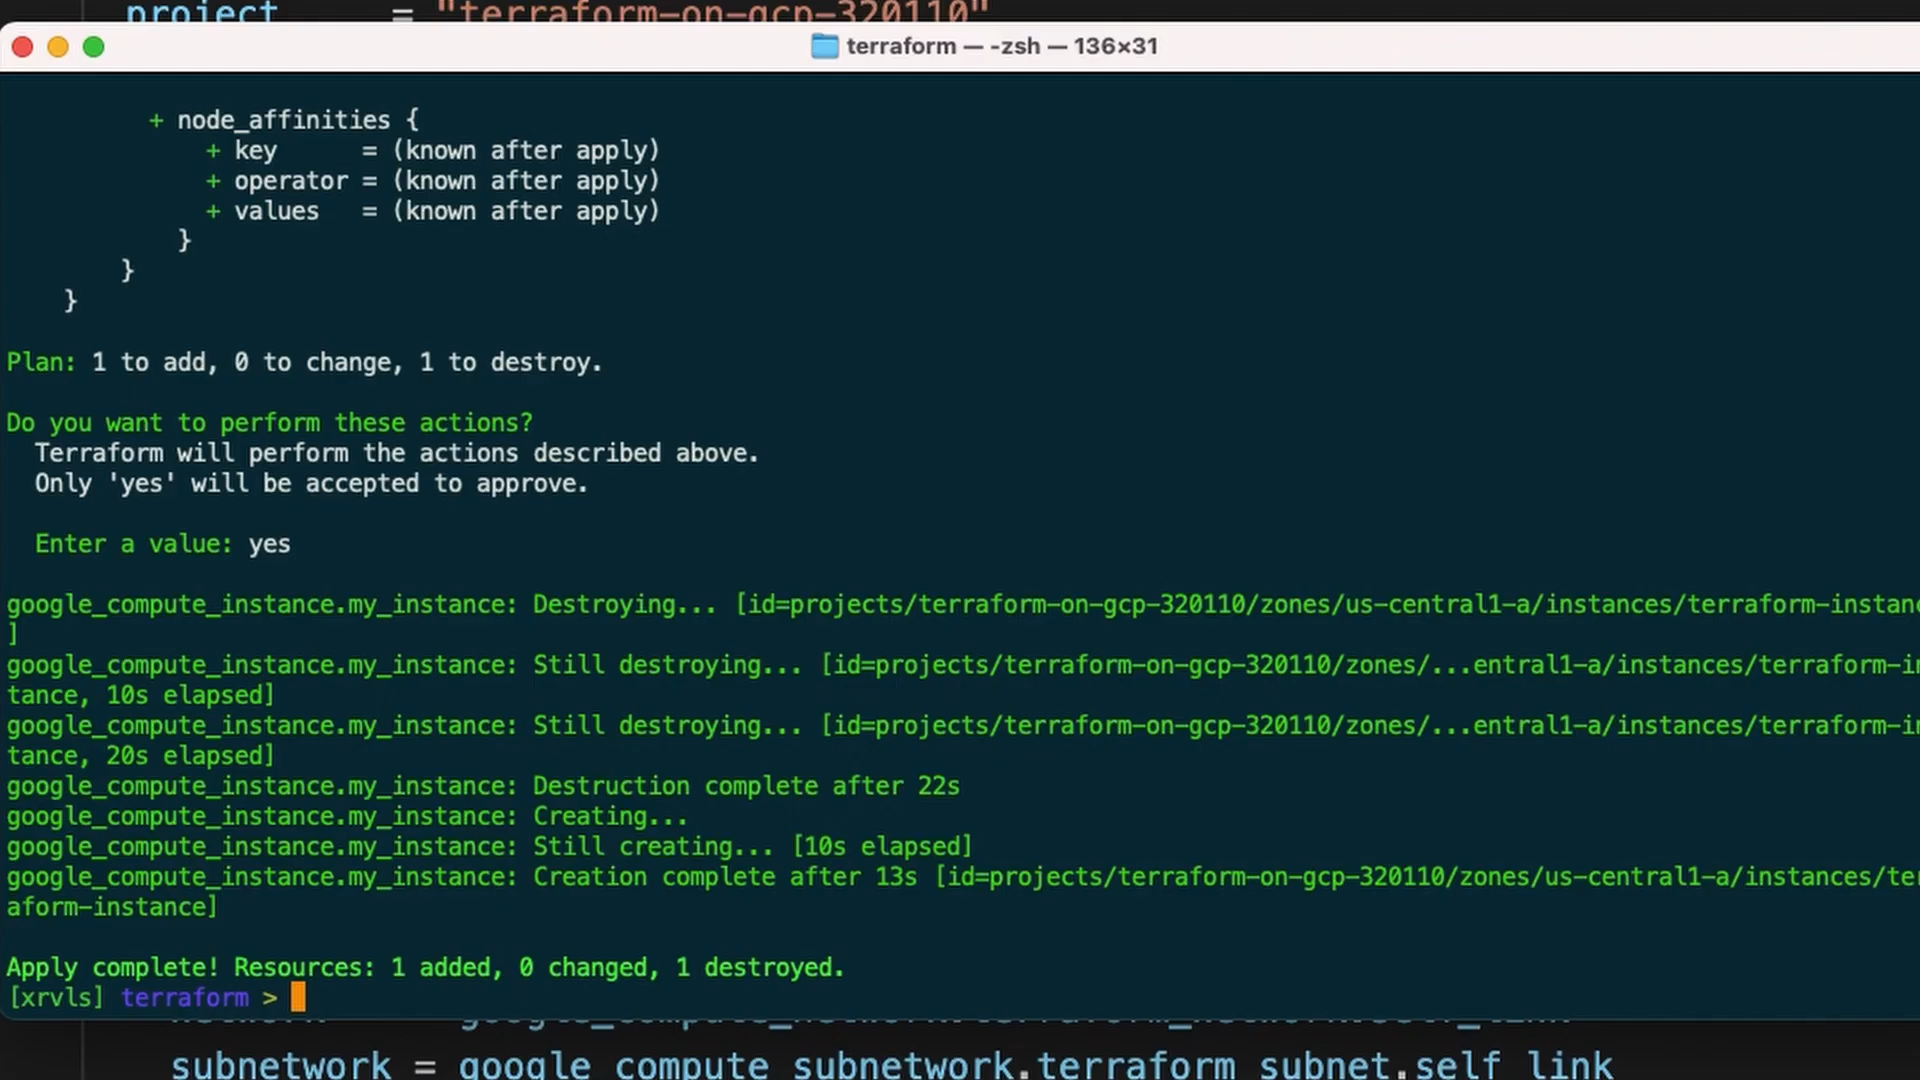 project = "terraform-on-gcp-320110"
terraform — -zsh — 136×31
+ node_affinities {
+ key = (known after apply)
+ operator = (known after apply)
+ values = (known after apply)
}
}
}
Plan: 1 to add, 0 to change, 1 to destroy.
Do you want to perform these actions?
Terraform will perform the actions described above.
Only 'yes' will be accepted to approve.
Enter a value: yes
google_compute_instance.my_instance: Destroying... [id=projects/terraform-on-gcp-320110/zones/us-central1-a/instances/terraform-instanc
]
google_compute_instance.my_instance: Still destroying... [id=projects/terraform-on-gcp-320110/zones/...entral1-a/instances/terraform-in
tance, 10s elapsed]
google_compute_instance.my_instance: Still destroying... [id=projects/terraform-on-gcp-320110/zones/...entral1-a/instances/terraform-in
tance, 20s elapsed]
google_compute_instance.my_instance: Destruction complete after 22s
google_compute_instance.my_instance: Creating...
google_compute_instance.my_instance: Still creating... [10s elapsed]
google_compute_instance.my_instance: Creation complete after 13s [id=projects/terraform-on-gcp-320110/zones/us-central1-a/instances/ter
aform-instance]
Apply complete! Resources: 1 added, 0 changed, 1 destroyed.
[xrvls] terraform >
subnetwork = google_compute_subnetwork.terraform_subnet.self_link